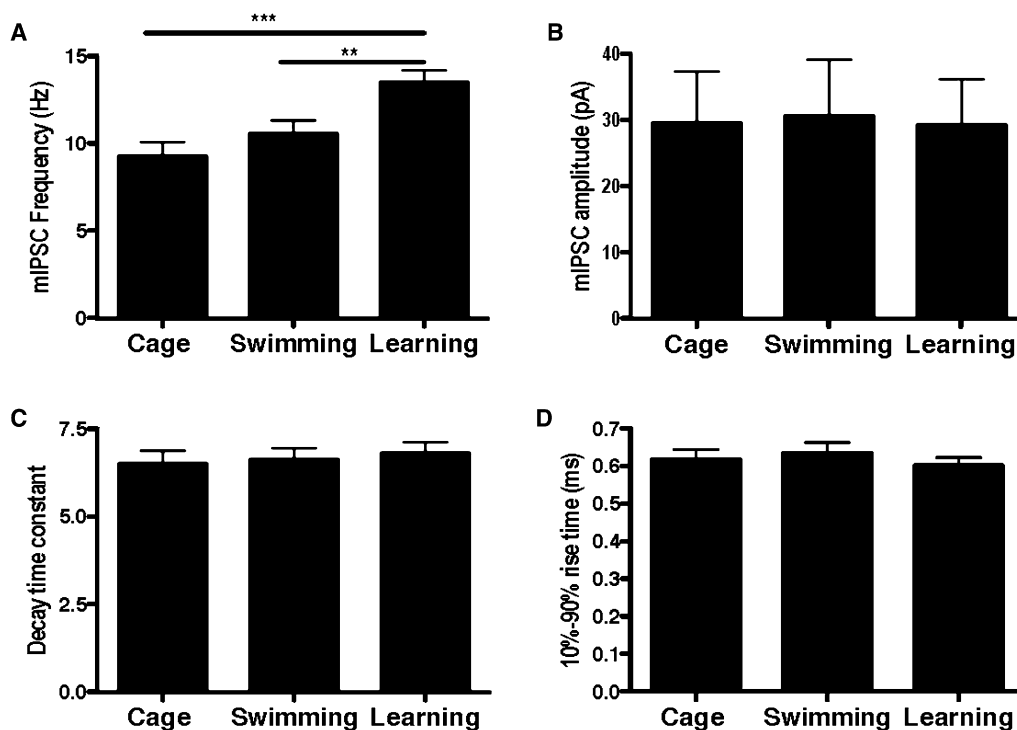 A
***
**
mIPSC Frequency (Hz)
15
10
5
0
Cage Swimming Learning
B
mIPSC amplitude (pA)
40
30
20
10
0
Cage Swimming Learning
C
Decay time constant
7.5
5.0
2.5
0.0
Cage Swimming Learning
D
10%-90% rise time (ms)
0.7
0.6
0.5
0.4
0.3
0.2
0.1
0.0
Cage Swimming Learning